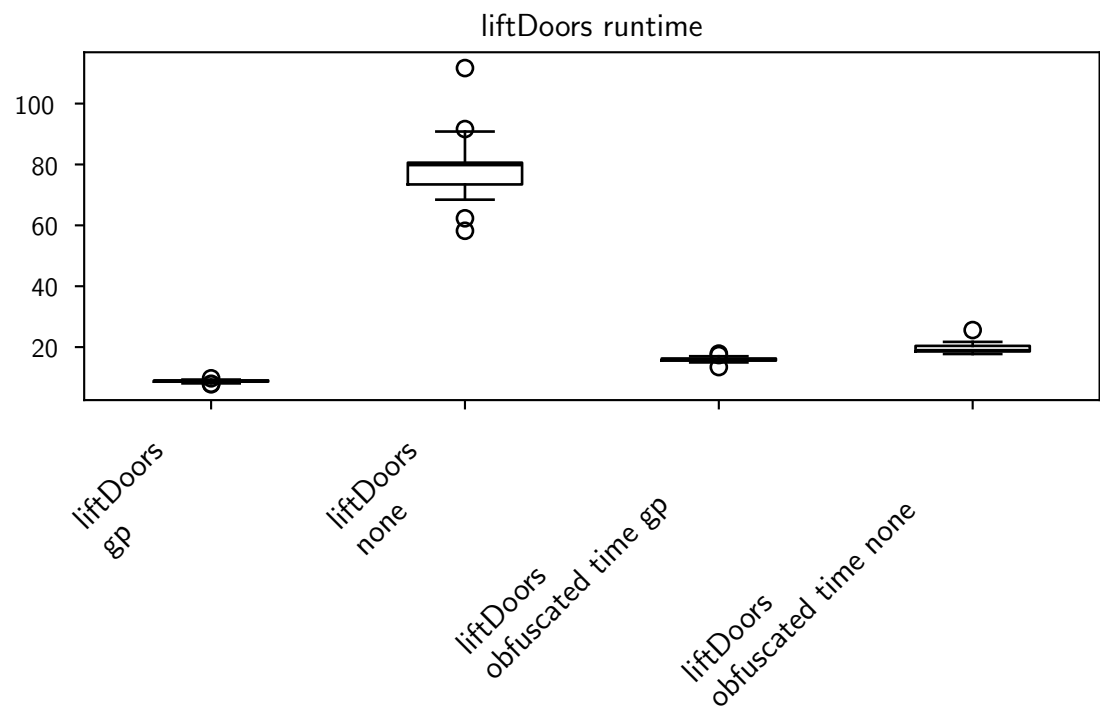 liftDoors runtime
100
80
60
40
20
liftDoors
gp
liftDoors
none
liftDoors
obfuscated time gp
liftDoors
obfuscated time none